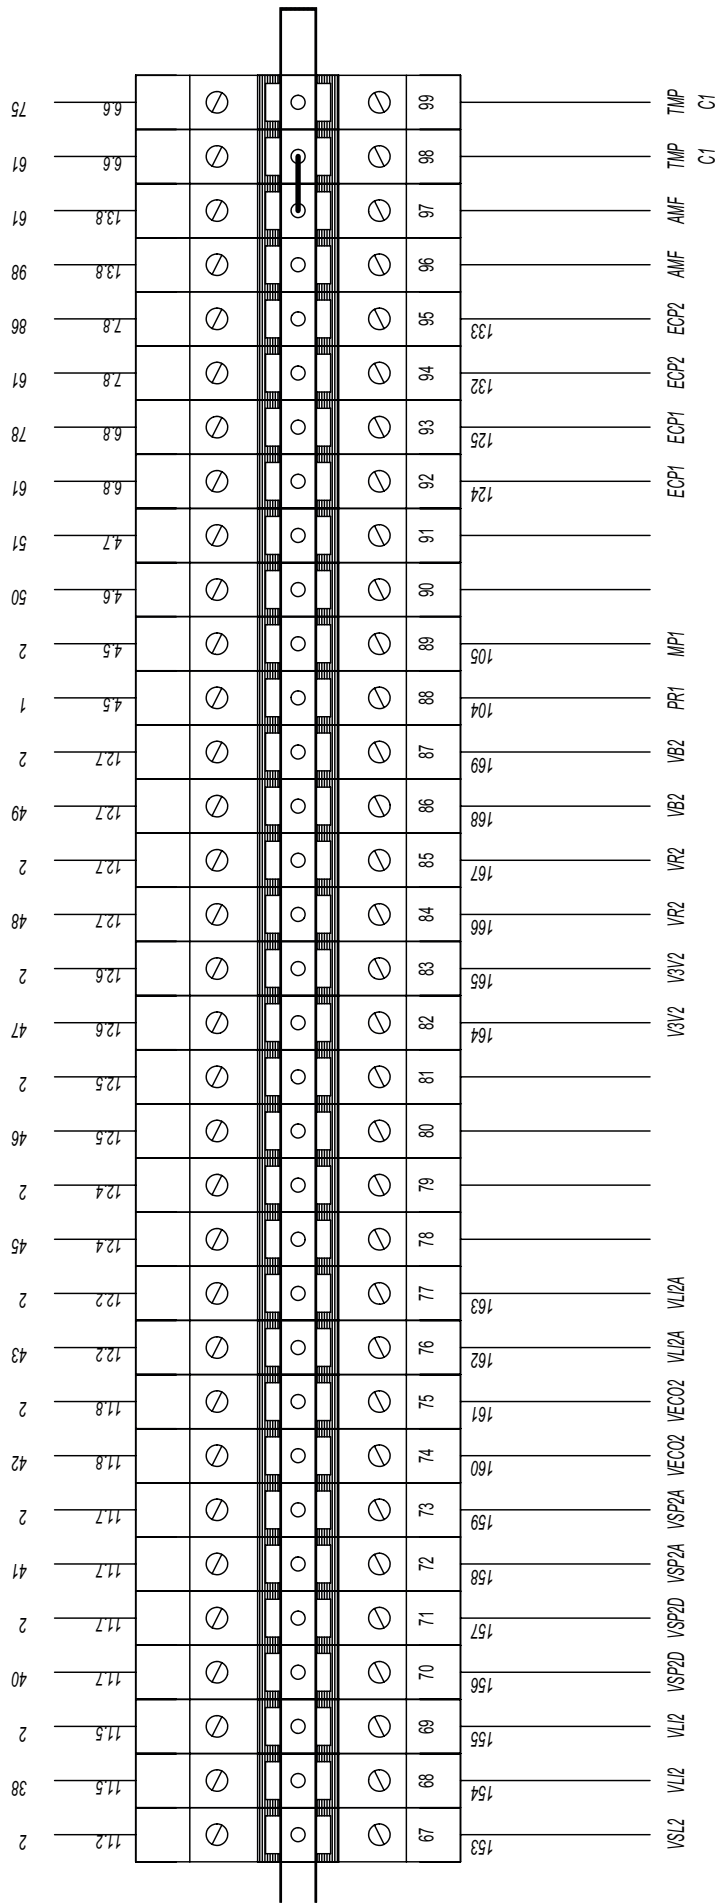 75 6.6 99 TMP C1
61 6.6 98 TMP C1
61 13.8 97 AMF
98 13.8 96 AMF
86 7.8 95 133 ECP2
61 7.8 94 132 ECP2
78 6.8 93 125 ECP1
61 6.8 92 124 ECP1
51 4.7 91
50 4.6 90
2 4.5 89 105 MP1
1 4.5 88 104 PR1
2 12.7 87 169 VB2
49 12.7 86 168 VB2
2 12.7 85 167 VR2
48 12.7 84 166 VR2
2 12.6 83 165 V3V2
47 12.6 82 164 V3V2
2 12.5 81
46 12.5 80
2 12.4 79
45 12.4 78
2 12.2 77 163 VLI2A
43 12.2 76 162 VLI2A
2 11.8 75 161 VECO2
42 11.8 74 160 VECO2
2 11.7 73 159 VSP2A
41 11.7 72 158 VSP2A
2 11.7 71 157 VSP2D
40 11.7 70 156 VSP2D
2 11.5 69 155 VLI2
38 11.5 68 154 VLI2
2 11.2 67 153 VSL2